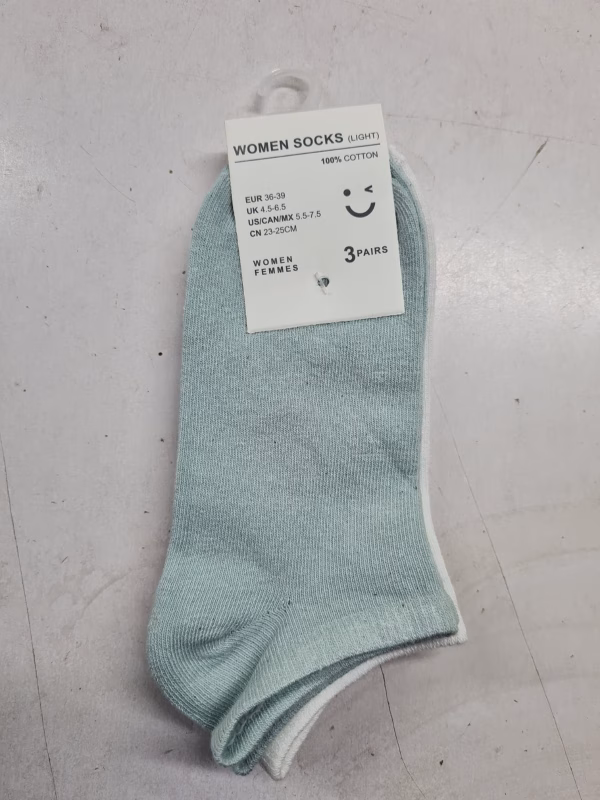 WOMEN SOCKS (LIGHT)
100% COTTON
EUR 36-39
UK 4.5-6.5
US/CAN/MX 5.5-7.5
CN 23-25CM
WOMEN
FEMMES
3 PAIRS